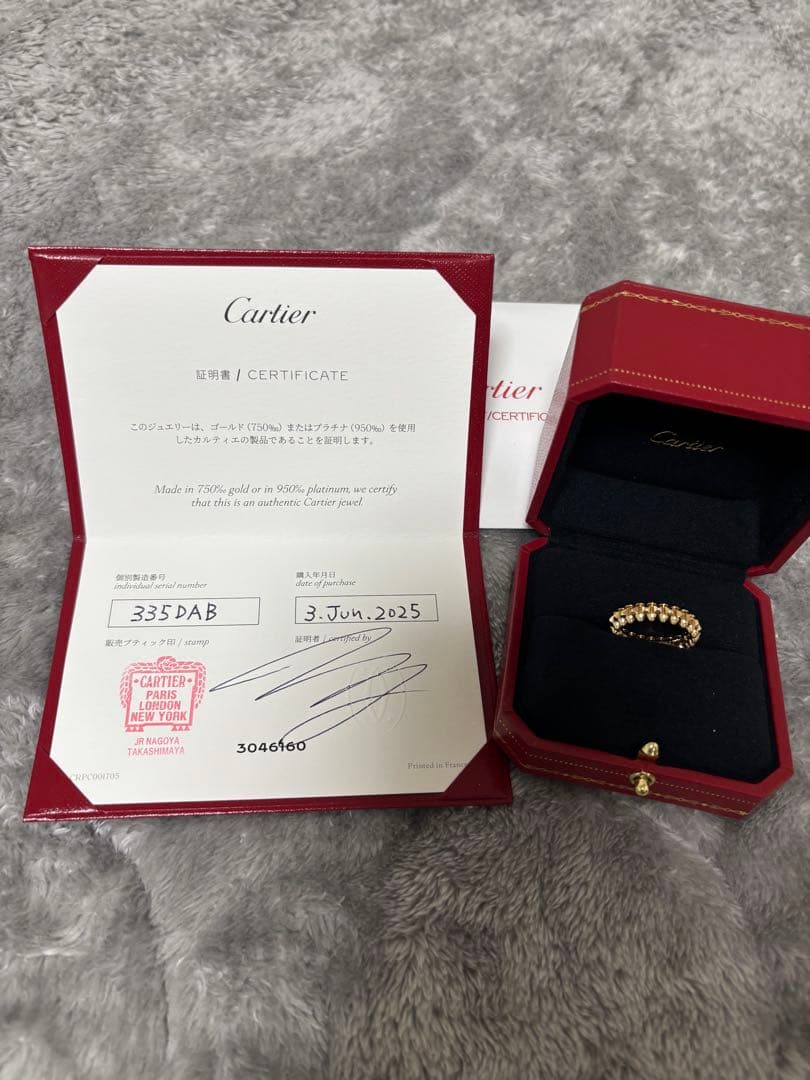 Cartier
証明書 / CERTIFICATE
このジュエリーは、ゴールド (750‰) またはプラチナ (950‰) を使用
したカルティエの製品であることを証明します。
Made in 750‰ gold or in 950‰ platinum, we certify
that this is an authentic Cartier jewel.
個別製造番号
individual serial number
335DAB
購入年月日
date of purchase
3. Jun. 2025
販売ブティック印 / stamp
証明者 / certified by
CARTIER
PARIS
LONDON
NEW YORK
JR NAGOYA
TAKASHIMAYA
3046160
CRPC001705
Printed in France
rtier
/CERTIFIC
Cartier